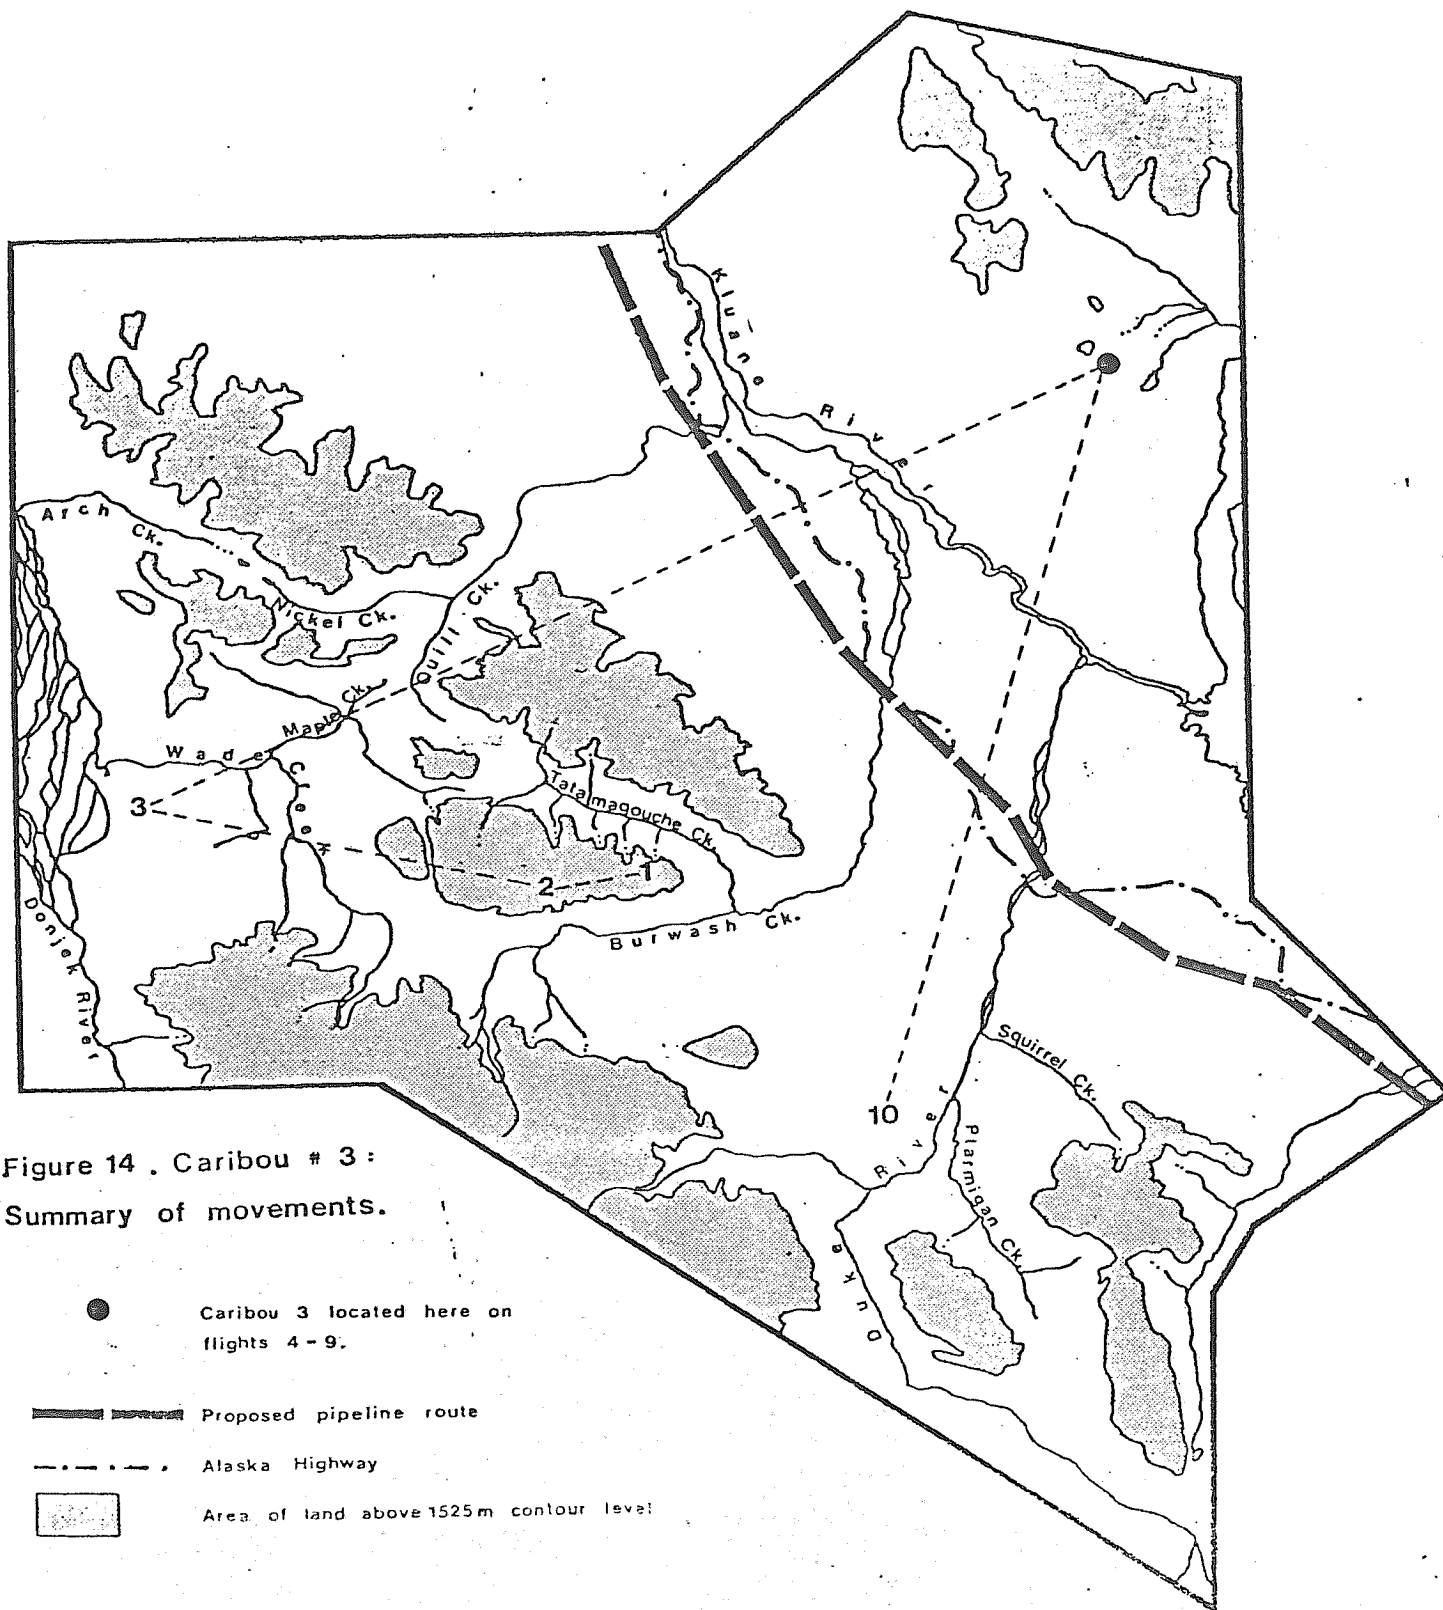 Kluane
River
Arch
Ck.
Nickel Ck.
Quill Ck.
Maple Ck.
Wade
Creek
3
Tatamagouche Ck.
2
1
Burwash Ck.
Donjek River
Squirrel Ck.
10
River
Duke
Ptarmigan Ck.
Figure 14 . Caribou # 3 :
Summary of movements.
Caribou 3 located here on
flights 4 - 9.
Proposed pipeline route
Alaska Highway
Area of land above 1525m contour level